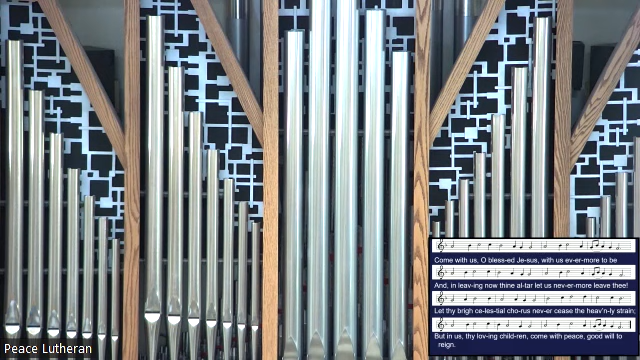 Come with us, O bless-ed Je-sus, with us ev-er-more to be
And, in leav-ing now thine al-tar let us nev-er-more leave thee!
Let thy brigh ce-les-tial cho-rus nev-er cease the heav'n-ly strain;
But in us, thy lov-ing child-ren, come with peace, good will to
reign.
Peace Lutheran